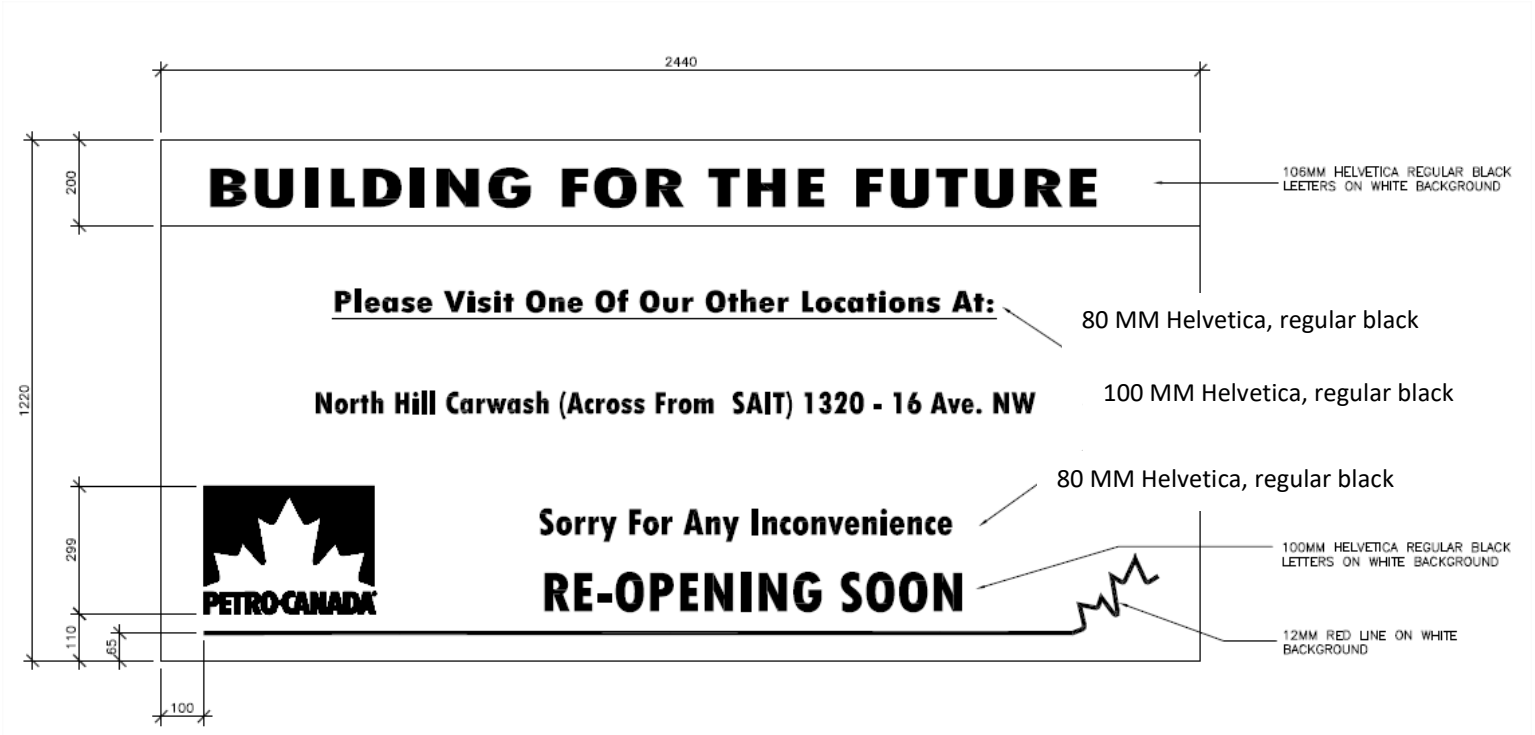 2440
200
BUILDING FOR THE FUTURE
106MM HELVETICA REGULAR BLACK
LEETERS ON WHITE BACKGROUND
Please Visit One Of Our Other Locations At:
80 MM Helvetica, regular black
1220
North Hill Carwash (Across From SAIT) 1320 - 16 Ave. NW
100 MM Helvetica, regular black
80 MM Helvetica, regular black
299
Sorry For Any Inconvenience
100MM HELVETICA REGULAR BLACK
LETTERS ON WHITE BACKGROUND
PETRO-CANADA
RE-OPENING SOON
110
65
12MM RED LINE ON WHITE
BACKGROUND
100